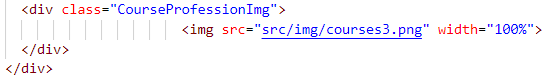 <div class="CourseProfessionImg">
<img src="src/img/courses3.png" width="100%">
</div>
</div>